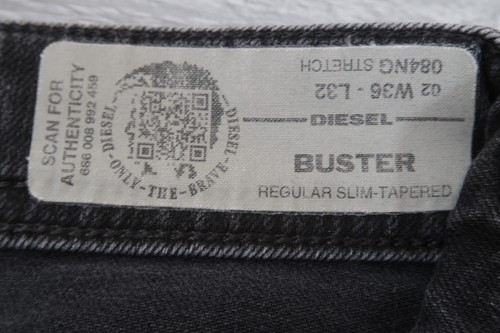 SCAN FOR
AUTHENTICITY
686 008 992 459
DIESEL
DIESEL
-ONLY-THE-BRAVE-
084NG STRETCH
02 W36 - L32
DIESEL
BUSTER
REGULAR SLIM-TAPERED